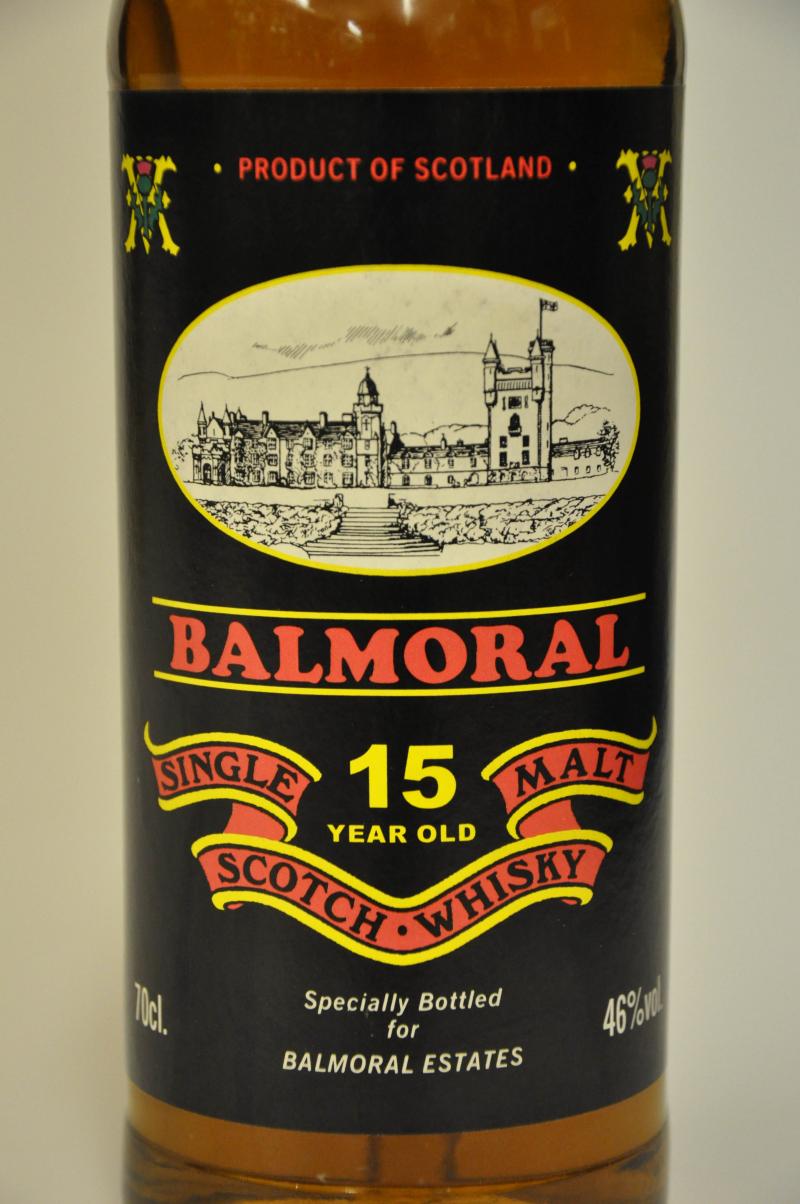 • PRODUCT OF SCOTLAND •
BALMORAL
SINGLE MALT
15
YEAR OLD
SCOTCH • WHISKY
70cl.
46%vol.
Specially Bottled
for
BALMORAL ESTATES